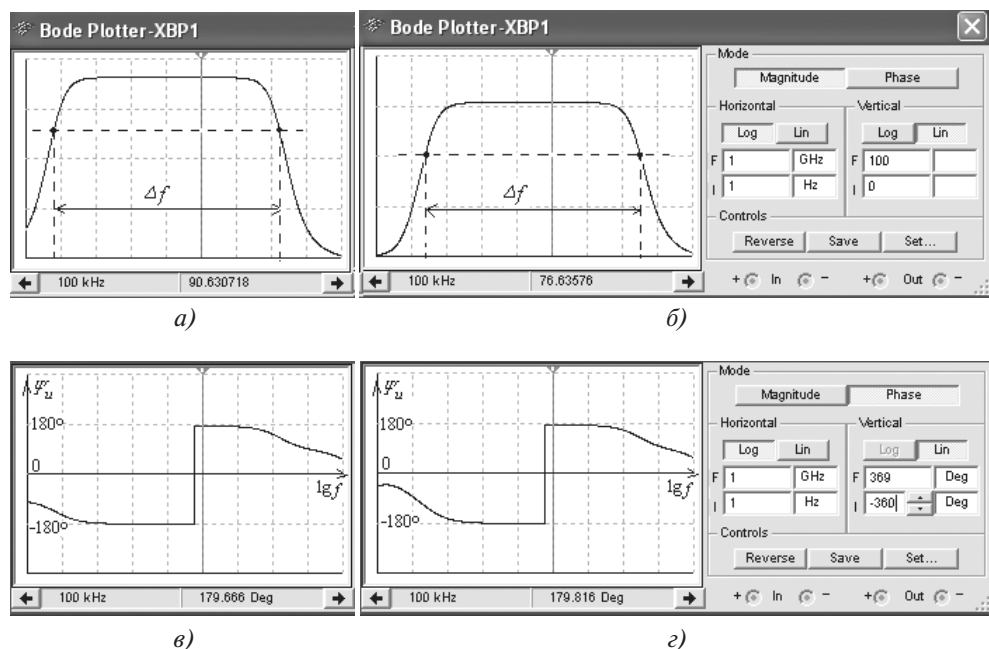 Bode Plotter-XBP1
Δf
100 kHz 90.630718
а)
Bode Plotter-XBP1
Δf
100 kHz 76.63576
Mode
Magnitude Phase
Horizontal Vertical
Log Lin Log Lin
F 1 GHz F 100
I 1 Hz I 0
Controls
Reverse Save Set...
+ In - + Out -
б)
Ψu
180°
0
lg f
-180°
100 kHz 179.666 Deg
в)
Ψu
180°
0
lg f
-180°
100 kHz 179.816 Deg
Mode
Magnitude Phase
Horizontal Vertical
Log Lin Log Lin
F 1 GHz F 369 Deg
I 1 Hz I -360 Deg
Controls
Reverse Save Set...
+ In - + Out -
г)